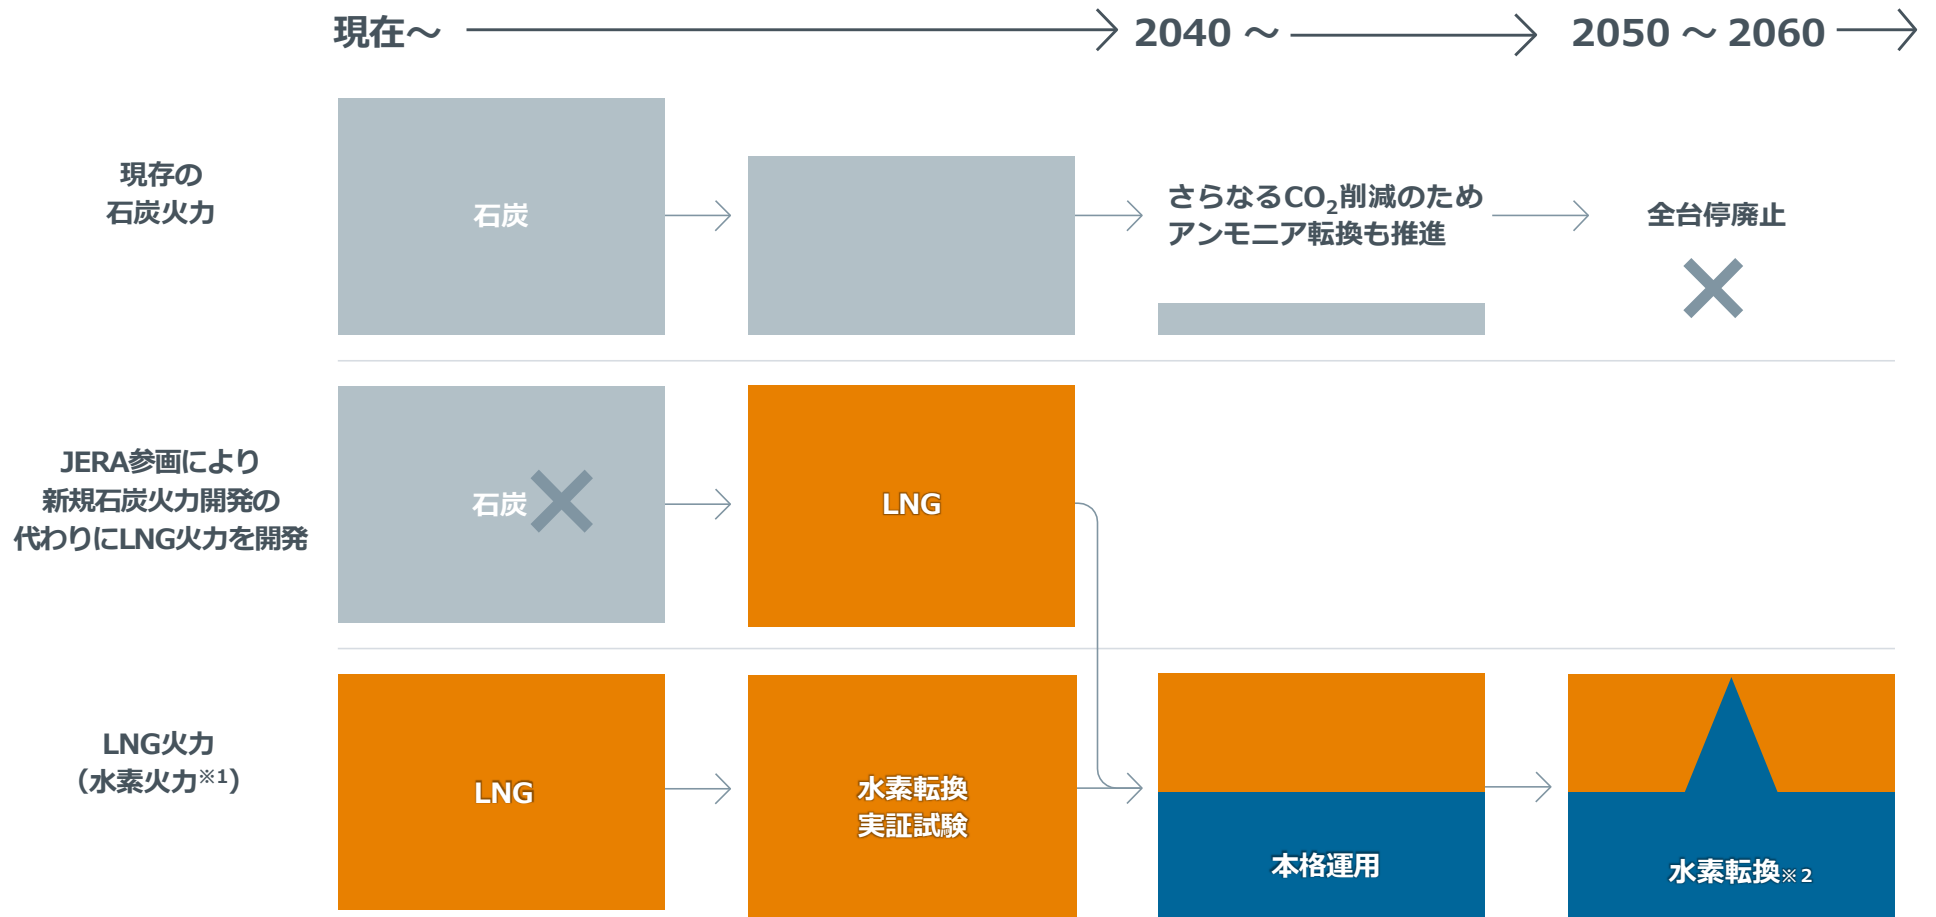 現在～
2040 ～
2050 ～ 2060
現存の
石炭火力
石炭
さらなるCO₂削減のため
アンモニア転換も推進
全台停廃止
JERA参画により
新規石炭火力開発の
代わりにLNG火力を開発
石炭
LNG
LNG火力
（水素火力※1）
LNG
水素転換
実証試験
本格運用
水素転換※2